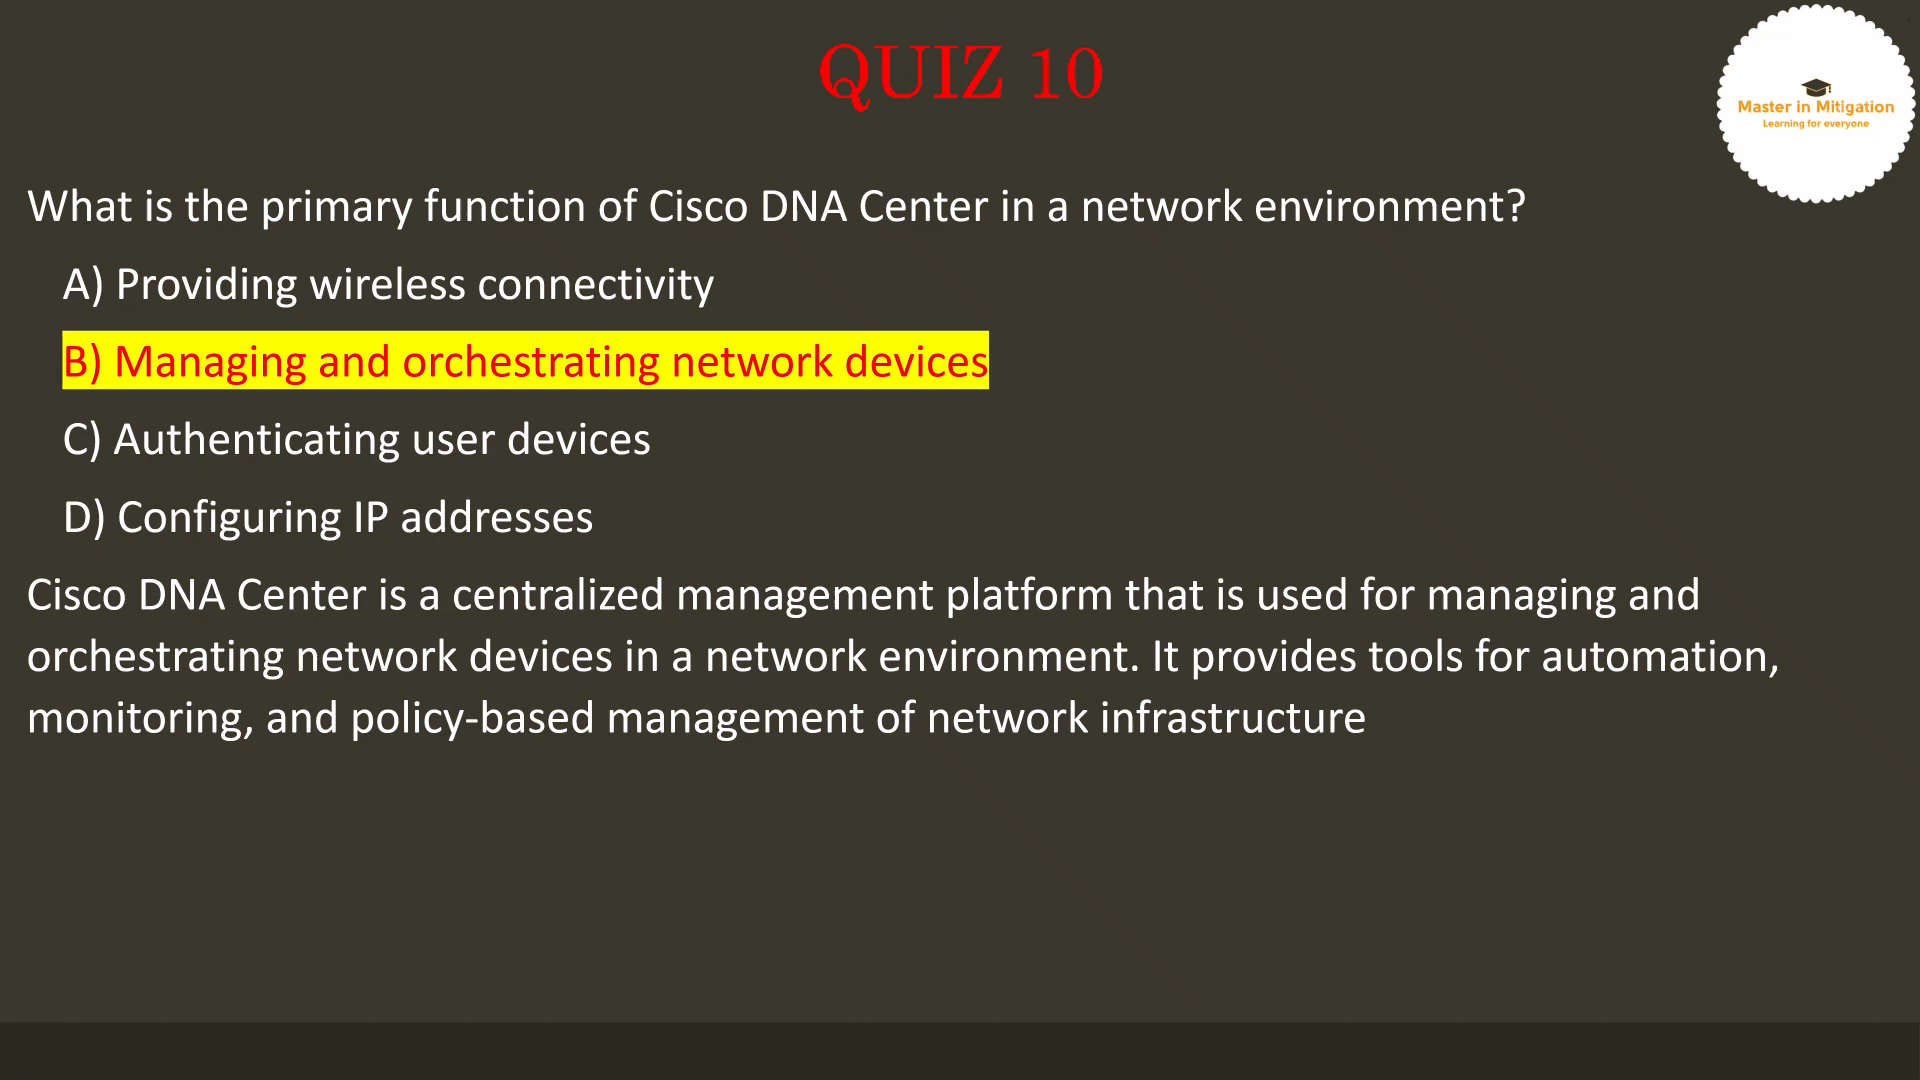 QUIZ 10
Master in Mitigation
Learning for everyone
What is the primary function of Cisco DNA Center in a network environment?
A) Providing wireless connectivity
B) Managing and orchestrating network devices
C) Authenticating user devices
D) Configuring IP addresses
Cisco DNA Center is a centralized management platform that is used for managing and
orchestrating network devices in a network environment. It provides tools for automation,
monitoring, and policy-based management of network infrastructure